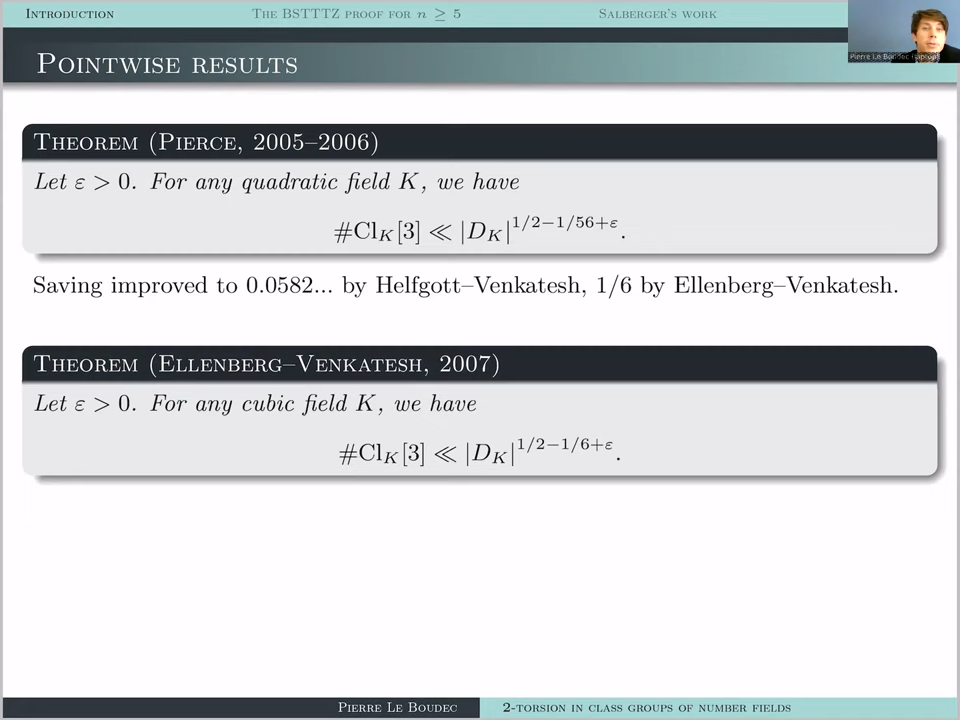 Introduction
The BSTTTZ proof for n ≥ 5
Salberger's work
Pierre Le Boudec
Pointwise results
Theorem (Pierce, 2005–2006)
Let ε > 0. For any quadratic field K, we have
#Cl_K[3] ≪ |D_K|^{1/2−1/56+ε}.
Saving improved to 0.0582... by Helfgott–Venkatesh, 1/6 by Ellenberg–Venkatesh.
Theorem (Ellenberg–Venkatesh, 2007)
Let ε > 0. For any cubic field K, we have
#Cl_K[3] ≪ |D_K|^{1/2−1/6+ε}.
Pierre Le Boudec
2-torsion in class groups of number fields